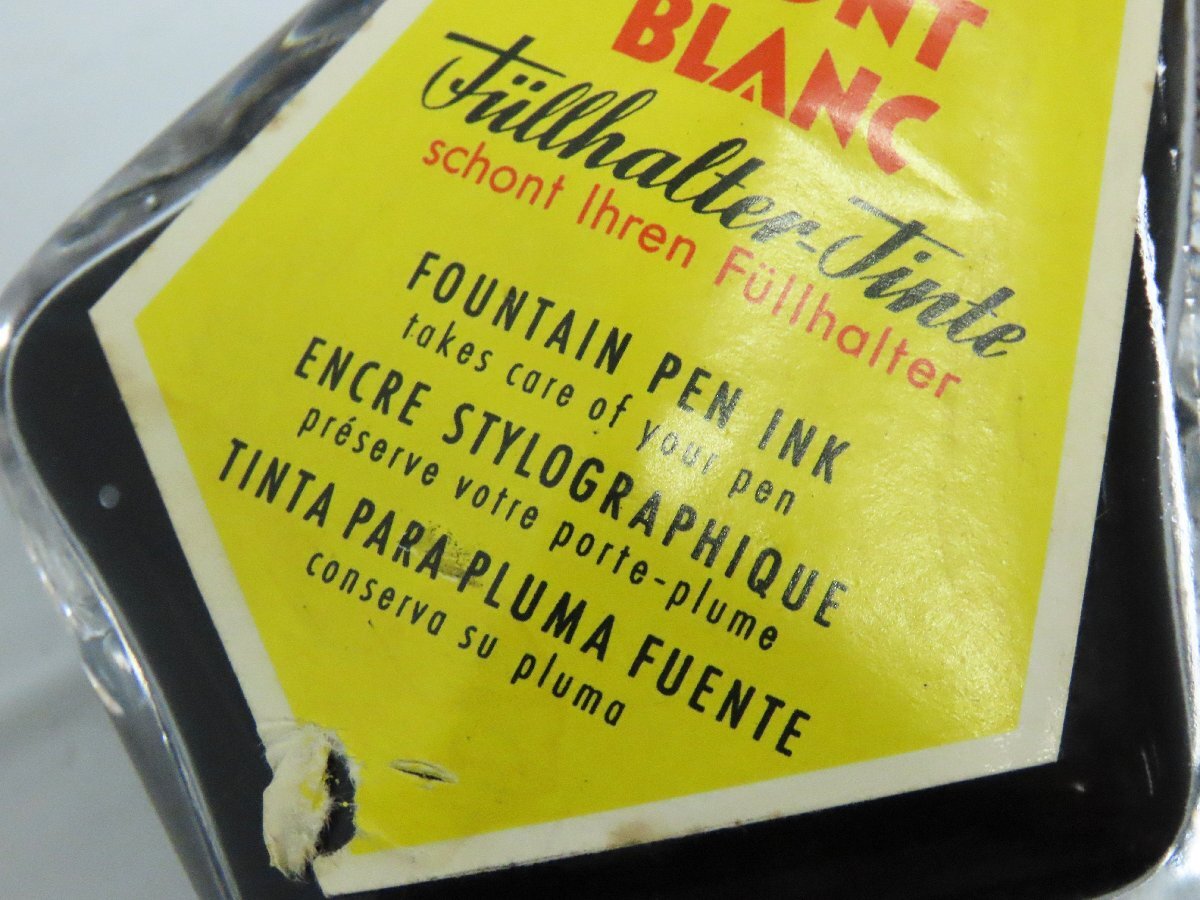 ONT
BLANC
Füllhalter-Tinte
schont Ihren Füllhalter
FOUNTAIN PEN INK
takes care of your pen
ENCRE STYLOGRAPHIQUE
préserve votre porte-plume
TINTA PARA PLUMA FUENTE
conserva su pluma